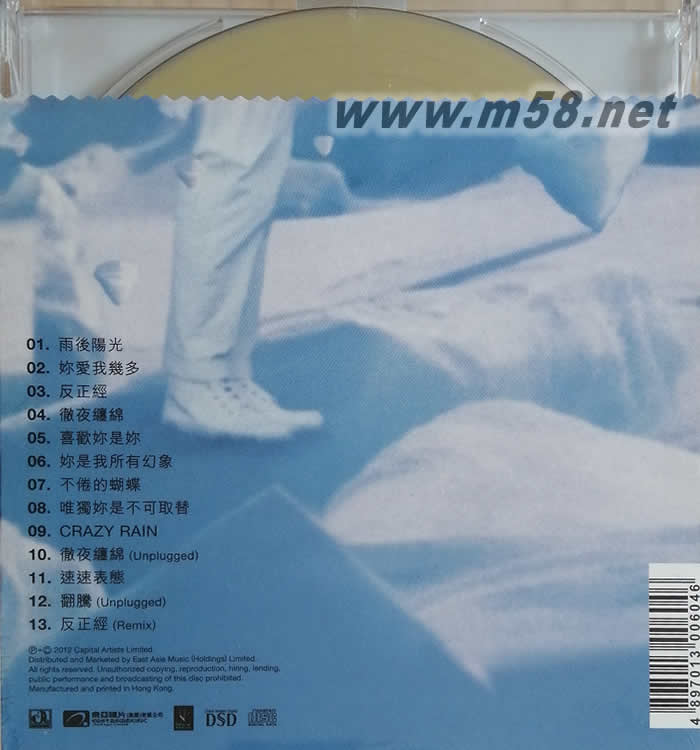 www.m58.net
01. 雨後陽光
02. 妳愛我幾多
03. 反正經
04. 徹夜纏綿
05. 喜歡妳是妳
06. 妳是我所有幻象
07. 不倦的蝴蝶
08. 唯獨妳是不可取替
09. CRAZY RAIN
10. 徹夜纏綿 (Unplugged)
11. 速速表態
12. 翻騰 (Unplugged)
13. 反正經 (Remix)
℗+© 2012 Capital Artists Limited.
Distributed and Marketed by East Asia Music (Holdings) Limited.
All rights reserved. Unauthorized copying, reproduction, hiring, lending,
public performance and broadcasting of this disc prohibited.
Manufactured and printed in Hong Kong.
DSD
4 897013 006046